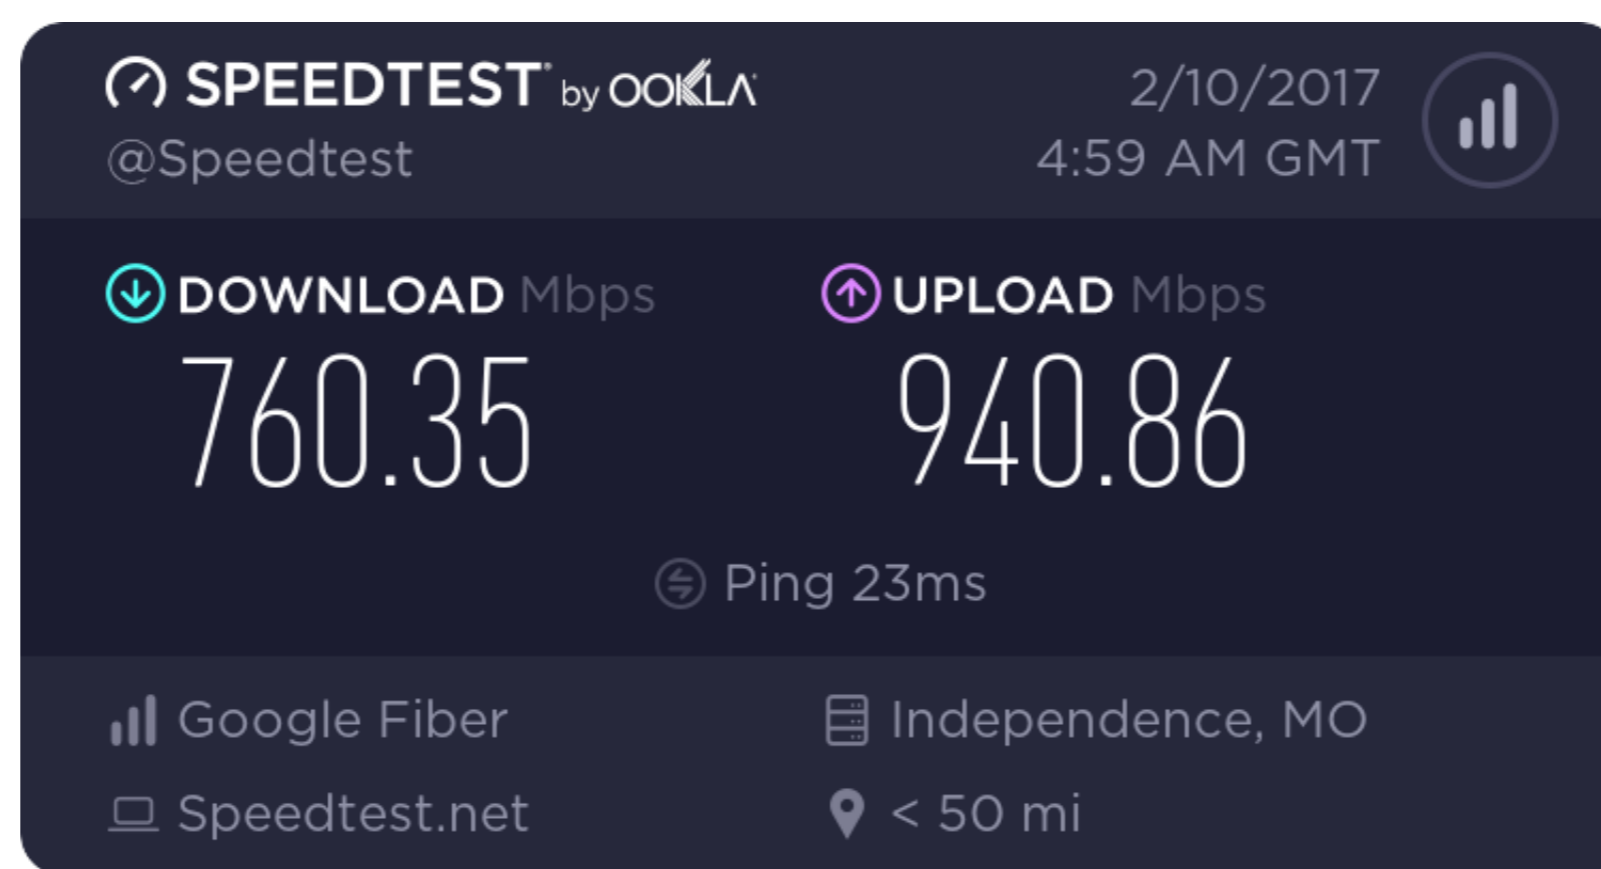 SPEEDTEST® by OOKLA®
2/10/2017
@Speedtest
4:59 AM GMT
DOWNLOAD Mbps
UPLOAD Mbps
760.35
940.86
Ping 23ms
Google Fiber
Independence, MO
Speedtest.net
< 50 mi